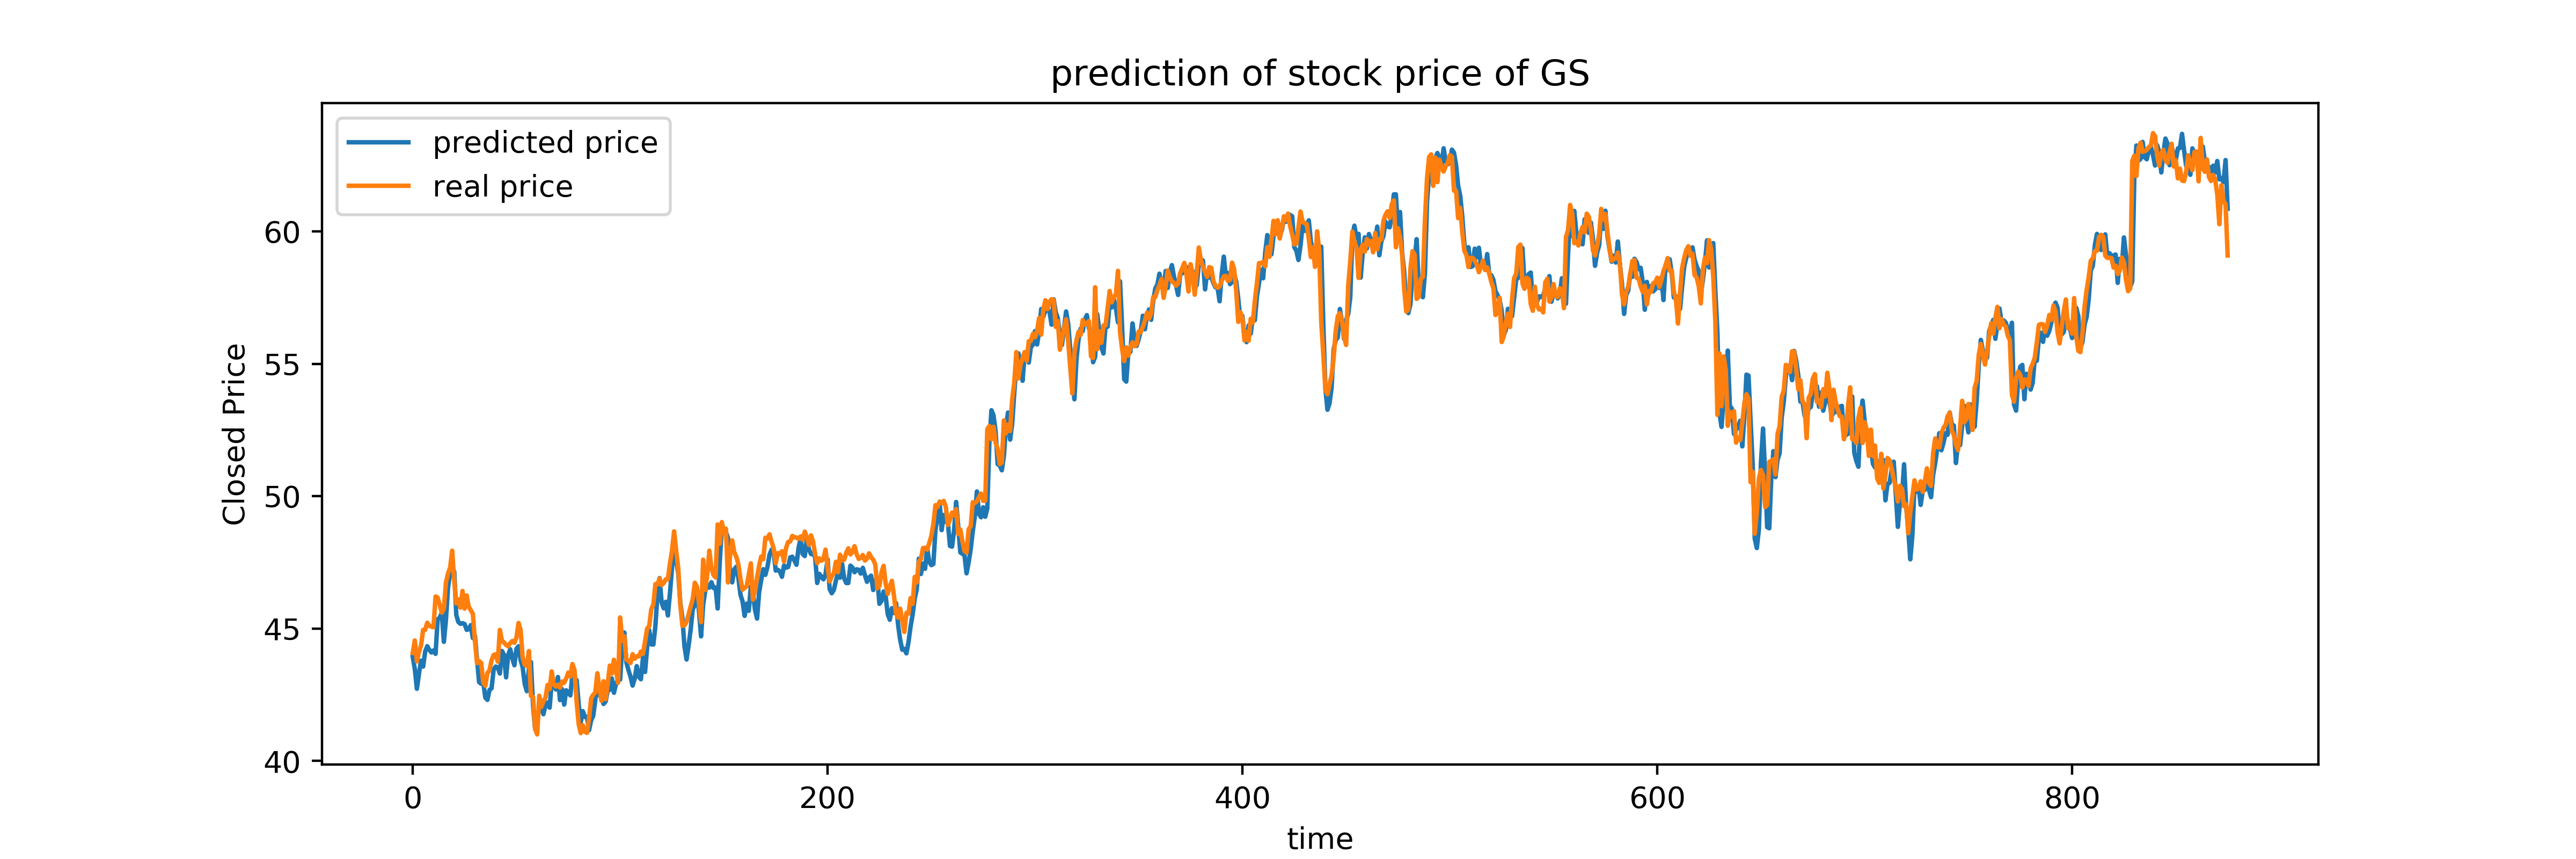 prediction of stock price of GS
predicted price
real price
Closed Price
60
55
50
45
40
0 200 400 600 800
time